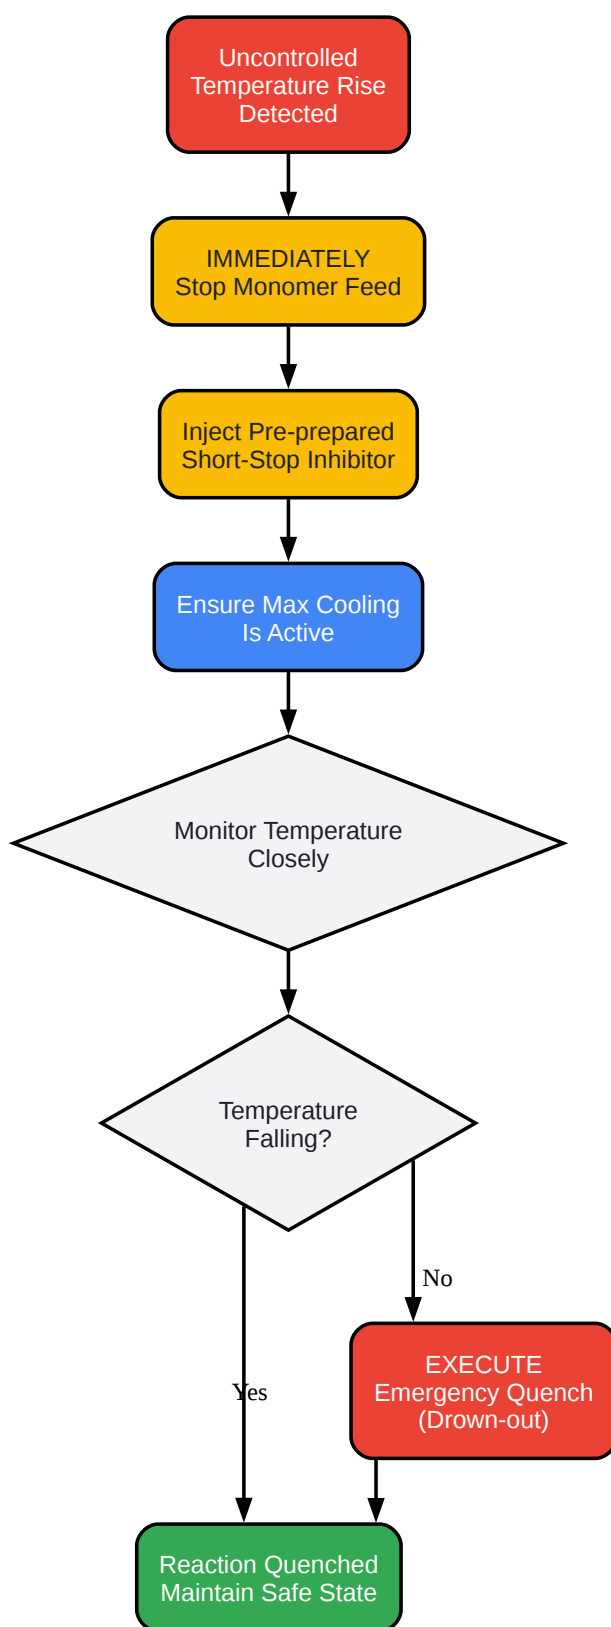 Uncontrolled
Temperature Rise
Detected
IMMEDIATELY
Stop Monomer Feed
Inject Pre-prepared
Short-Stop Inhibitor
Ensure Max Cooling
Is Active
Monitor Temperature
Closely
Temperature
Falling?
No
EXECUTE
Emergency Quench
(Drown-out)
Yes
Reaction Quenched
Maintain Safe State